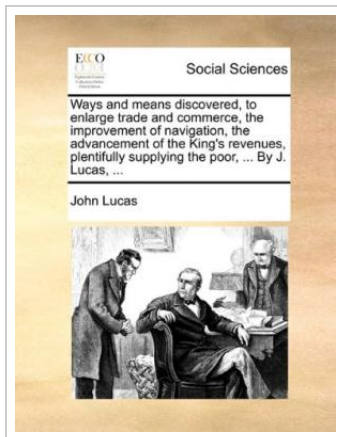 ECCO
Social Sciences
Ways and means discovered, to
enlarge trade and commerce, the
improvement of navigation, the
advancement of the King's revenues,
plentifully supplying the poor, ... By J.
Lucas, ...
John Lucas